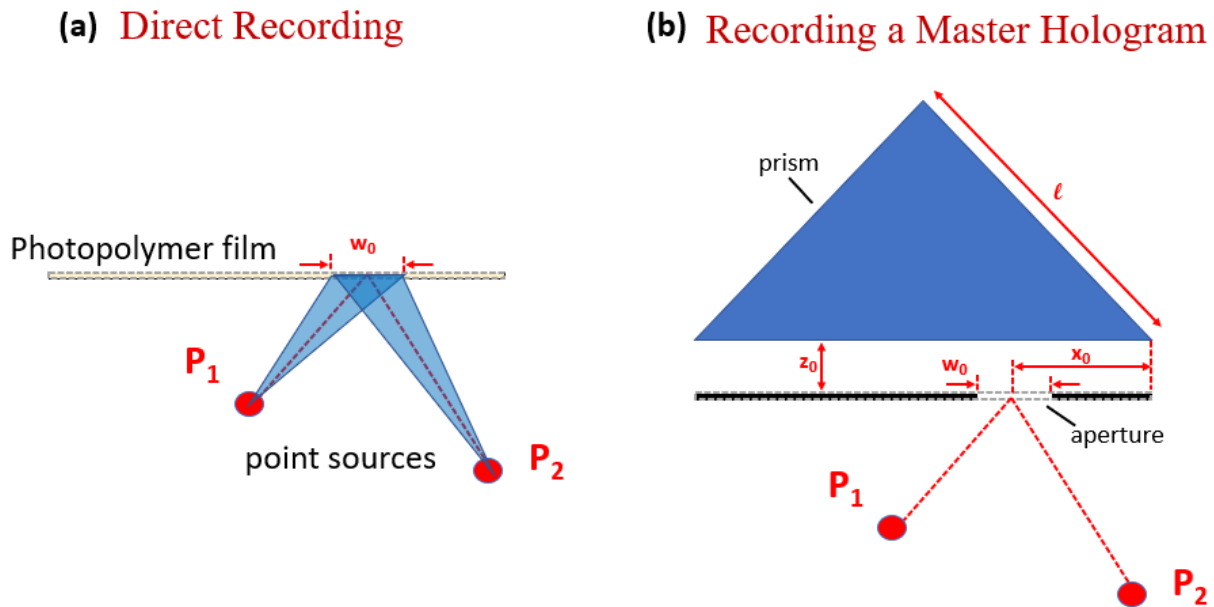 (a) Direct Recording
Photopolymer film
w₀
P₁
point sources
P₂
(b) Recording a Master Hologram
prism
ℓ
z₀
w₀
x₀
aperture
P₁
P₂